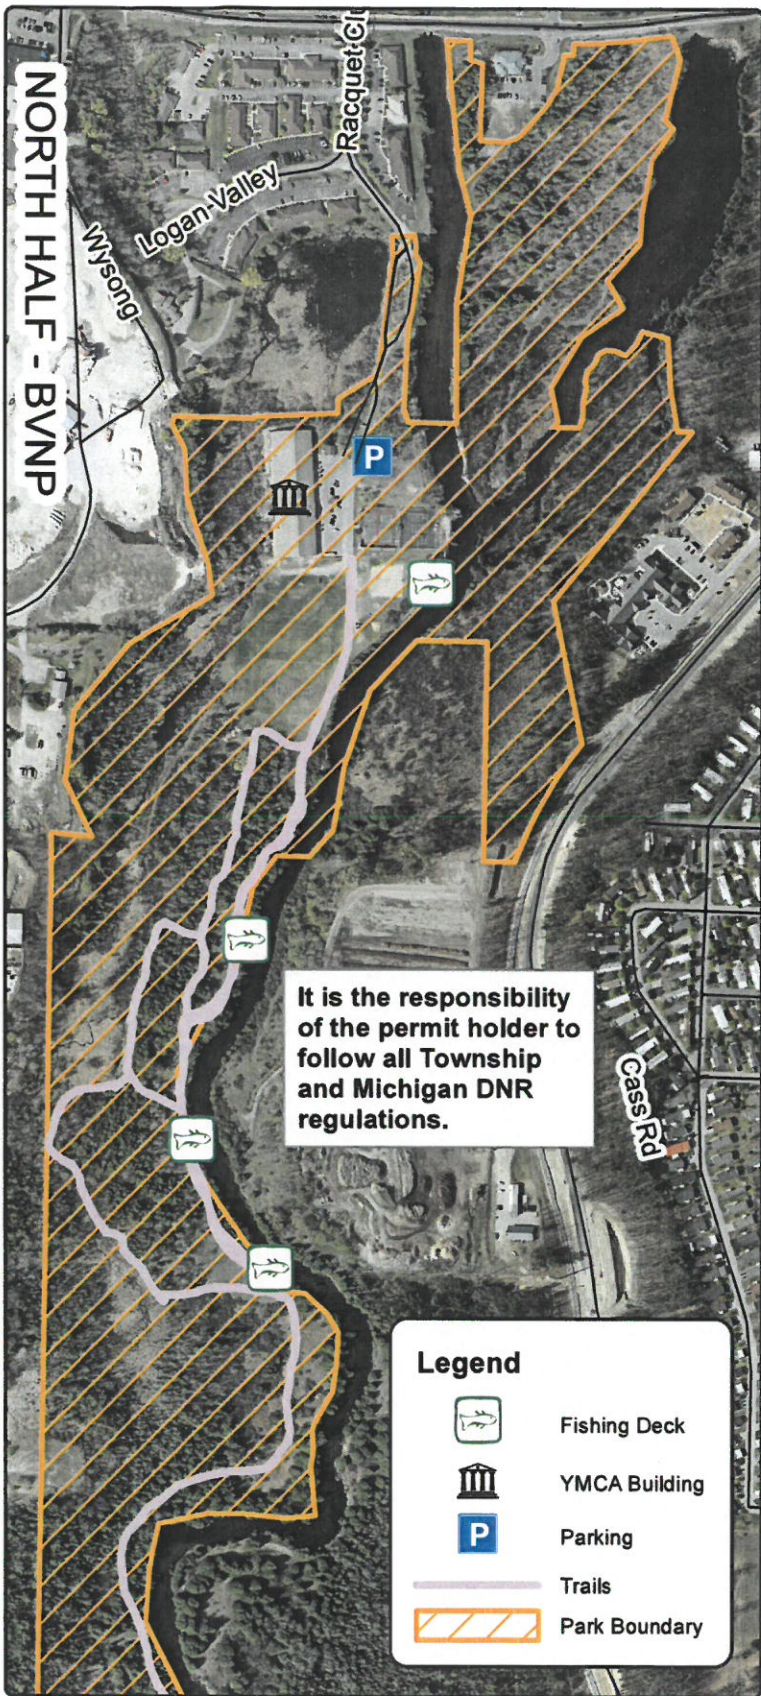 Racquet Clu
Logan Valley
Wysong
NORTH HALF - BVNP
P
It is the responsibility
of the permit holder to
follow all Township
and Michigan DNR
regulations.
Cass Rd
Legend
Fishing Deck
YMCA Building
P Parking
Trails
Park Boundary